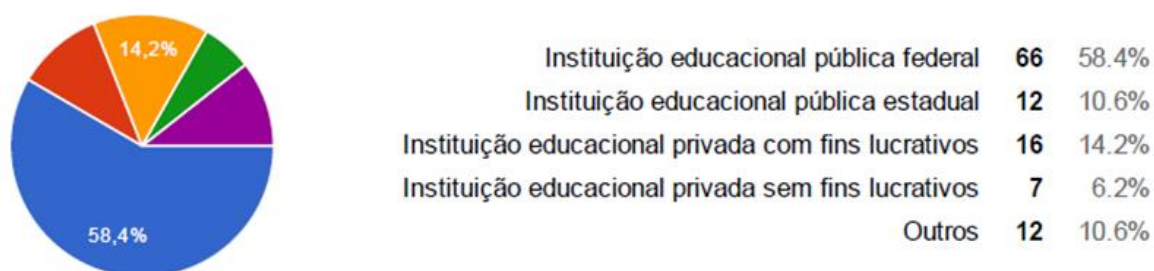 14,2%
58,4%
Instituição educacional pública federal 66 58.4%
Instituição educacional pública estadual 12 10.6%
Instituição educacional privada com fins lucrativos 16 14.2%
Instituição educacional privada sem fins lucrativos 7 6.2%
Outros 12 10.6%